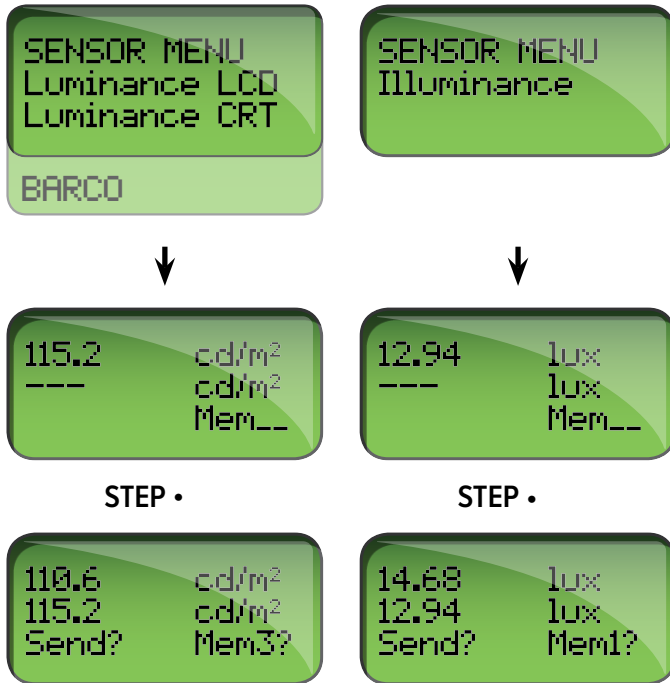 SENSOR MENU
Luminance LCD
Luminance CRT
BARCO
SENSOR MENU
Illuminance
115.2 cd/m²
--- cd/m²
Mem__
12.94 lux
--- lux
Mem__
STEP •
STEP •
110.6 cd/m²
115.2 cd/m²
Send? Mem3?
14.68 lux
12.94 lux
Send? Mem1?